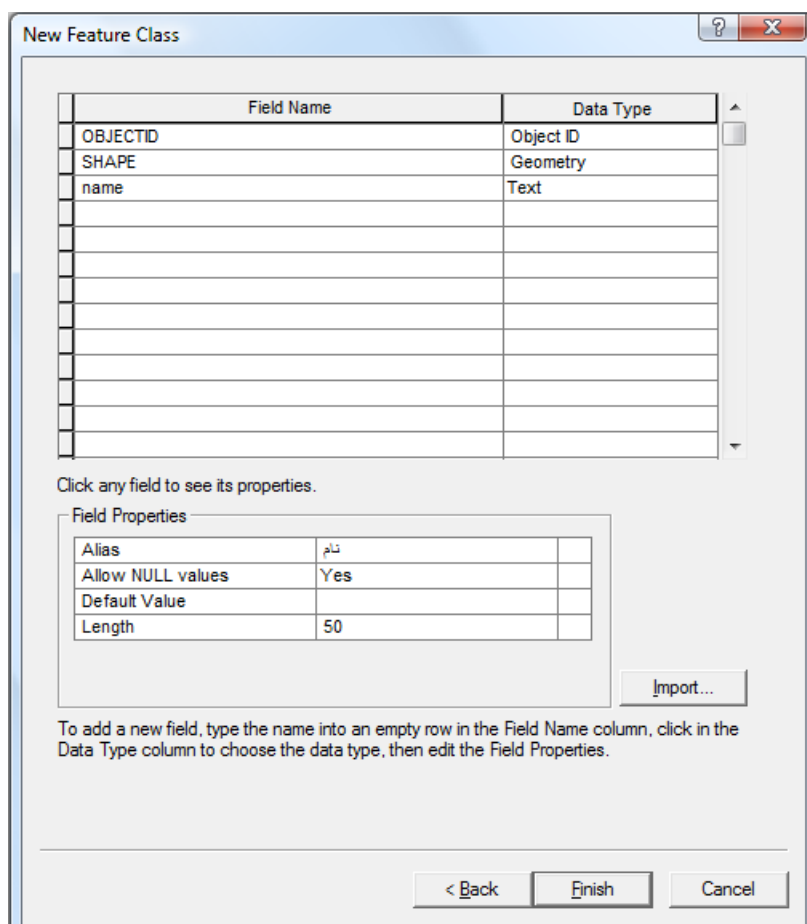 New Feature Class
Field Name Data Type
OBJECTID Object ID
SHAPE Geometry
name Text
Click any field to see its properties.
Field Properties
Alias نام
Allow NULL values Yes
Default Value
Length 50
Import...
To add a new field, type the name into an empty row in the Field Name column, click in the
Data Type column to choose the data type, then edit the Field Properties.
< Back Finish Cancel